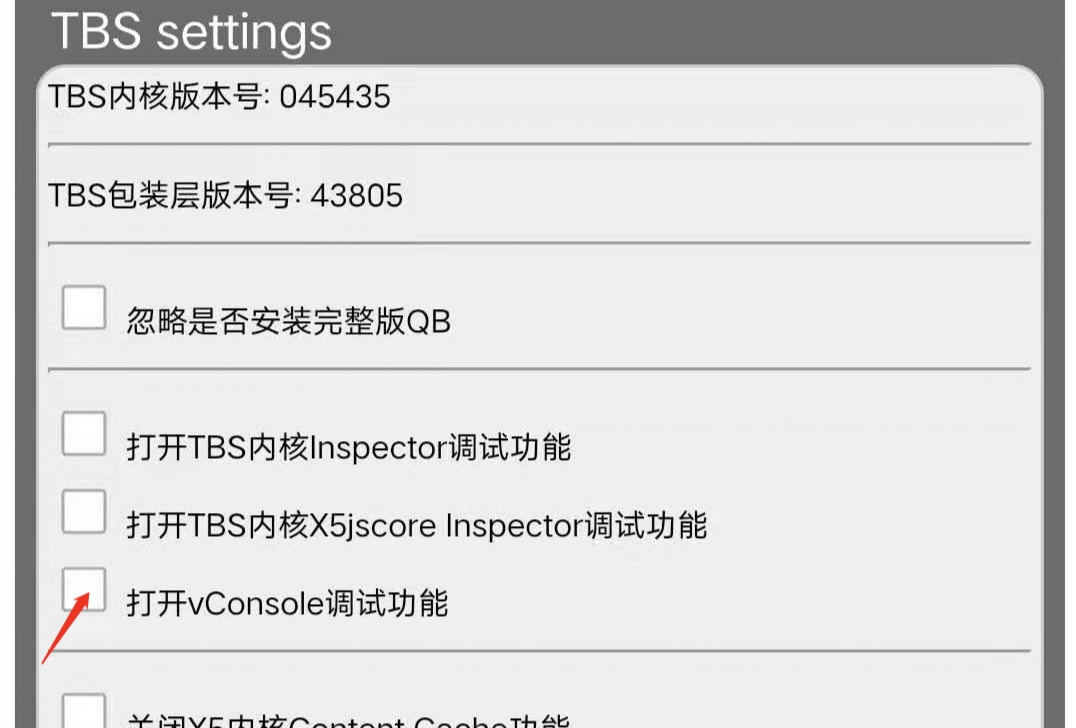 TBS settings
TBS内核版本号: 045435
TBS包装层版本号: 43805
忽略是否安装完整版QB
打开TBS内核Inspector调试功能
打开TBS内核X5jscore Inspector调试功能
打开vConsole调试功能
关闭X5内核Content Cache功能